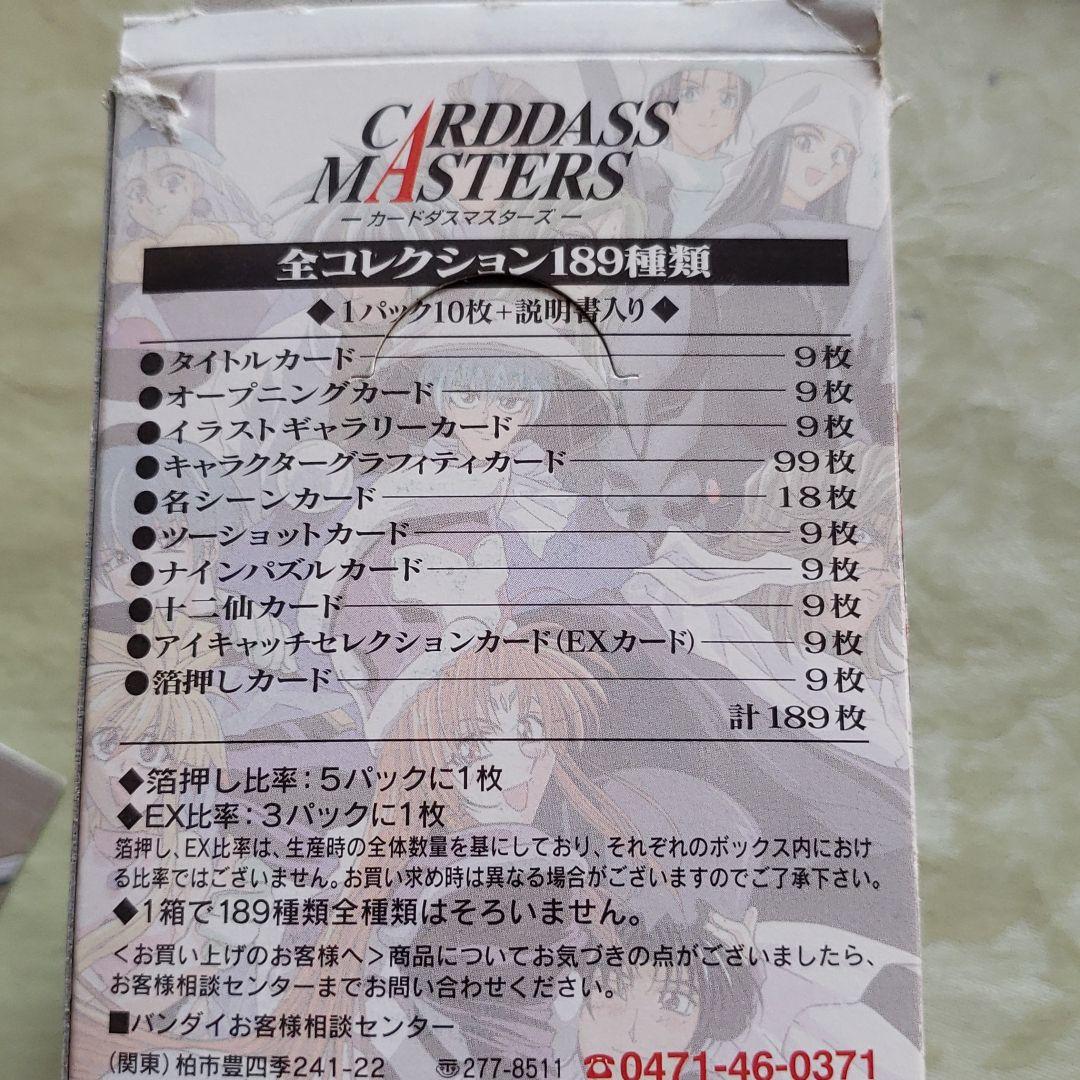 CARDDASS
MASTERS
－カードダスマスターズ－
全コレクション189種類
◆1パック10枚+説明書入り◆
●タイトルカード 9枚
●オープニングカード 9枚
●イラストギャラリーカード 9枚
●キャラクターグラフィティカード 99枚
●名シーンカード 18枚
●ツーショットカード 9枚
●ナインパズルカード 9枚
●十二仙カード 9枚
●アイキャッチセレクションカード(EXカード) 9枚
●箔押しカード 9枚
計189枚
◆箔押し比率:5パックに1枚
◆EX比率:3パックに1枚
箔押し、EX比率は、生産時の全体数量を基にしており、それぞれのボックス内におけ
る比率ではございません。お買い求め時は異なる場合がございますのでご了承下さい。
◆1箱で189種類全種類はそろいません。
<お買い上げのお客様へ>商品についてお気づきの点がございましたら、
お客様相談センターまでお問い合わせください。
■バンダイお客様相談センター
(関東)柏市豊四季241-22 〠277-8511 ☎0471-46-0371